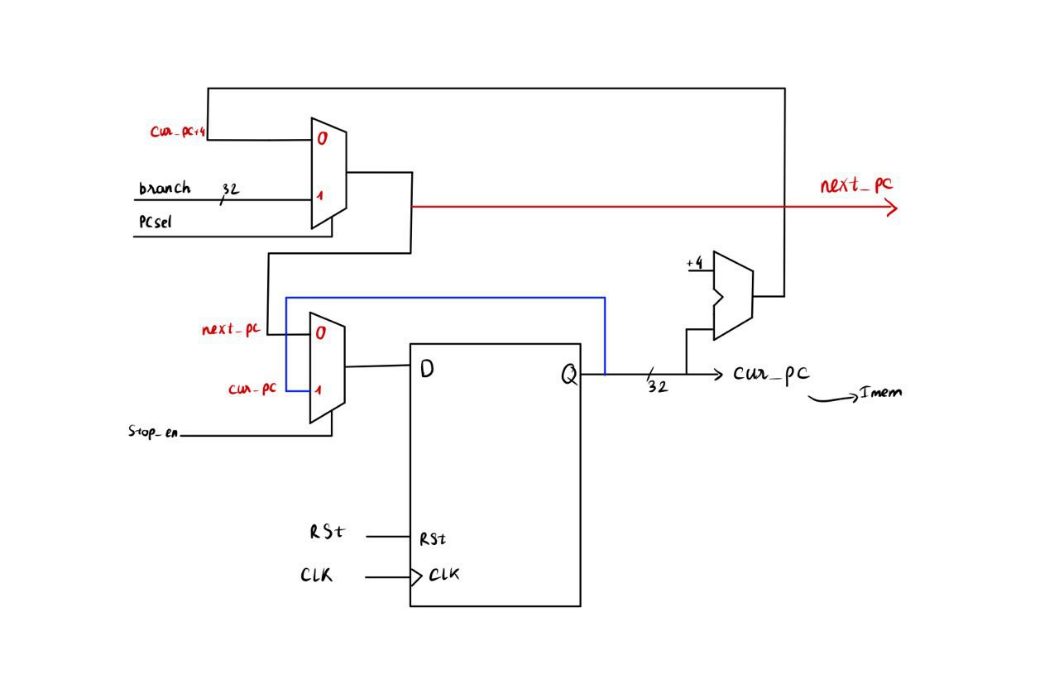 cur_pc+4
0
branch
32
1
PCsel
next_pc
+4
next_pc
0
cur_pc
1
D
Q
32
cur_pc
Imem
Stop_en
RSt
RSt
CLK
CLK